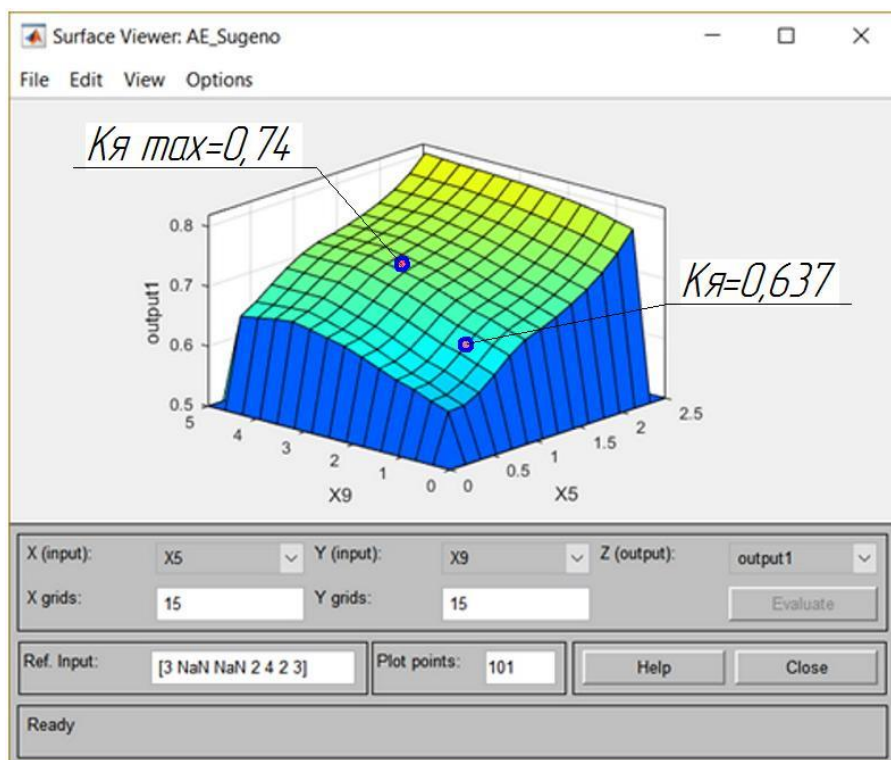 Surface Viewer: AE_Sugeno
File Edit View Options
Kя max=0,74
Kя=0,637
output1
0.8
0.7
0.6
0.5
5
4
3
2
1
0
X9
0
0.5
1
1.5
2
2.5
X5
X (input): X5 Y (input): X9 Z (output): output1
X grids: 15 Y grids: 15 Evaluate
Ref. Input: [3 NaN NaN 2 4 2 3] Plot points: 101 Help Close
Ready